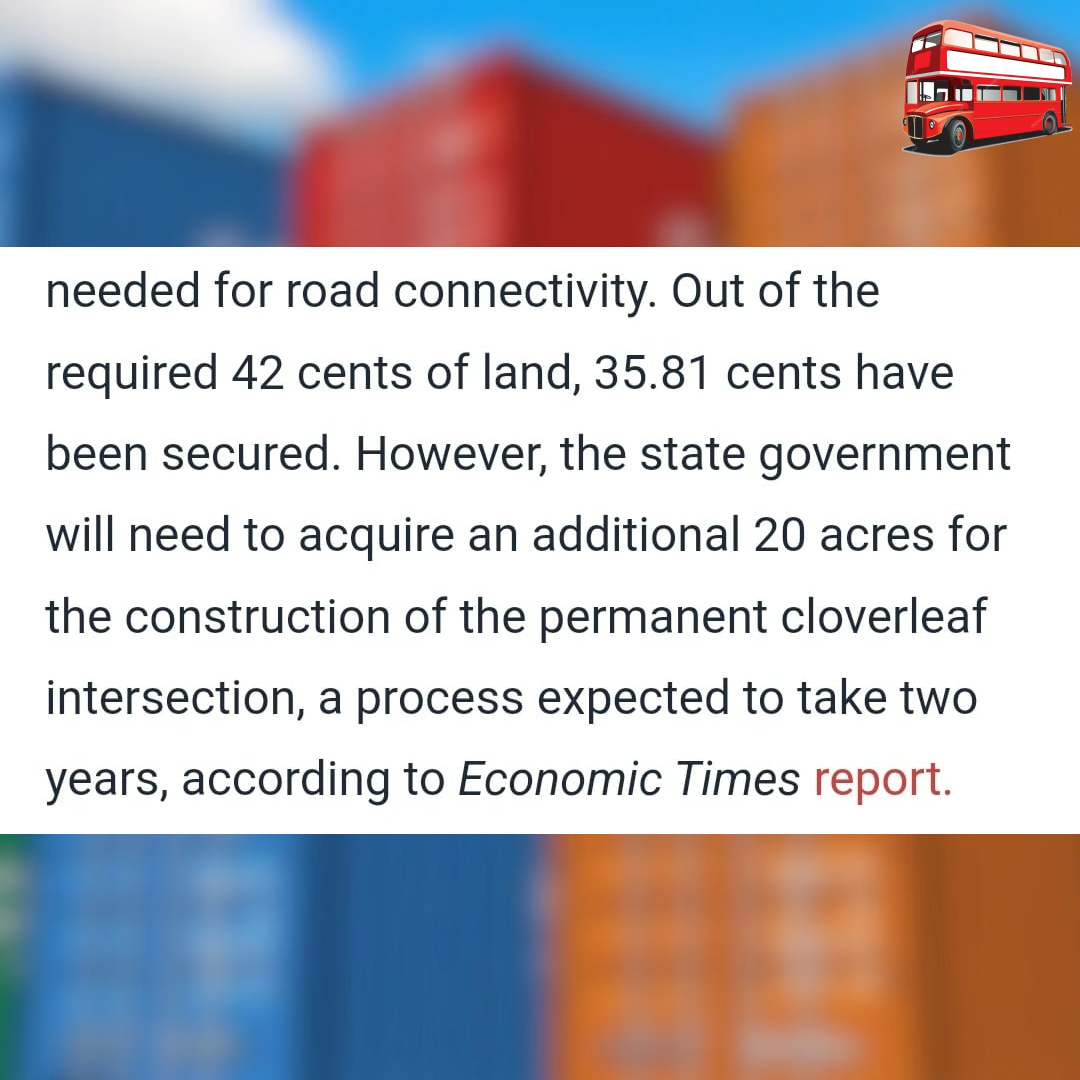 needed for road connectivity. Out of the
required 42 cents of land, 35.81 cents have
been secured. However, the state government
will need to acquire an additional 20 acres for
the construction of the permanent cloverleaf
intersection, a process expected to take two
years, according to Economic Times report.